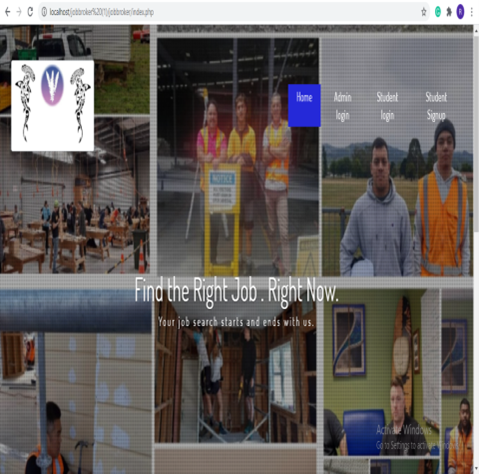 localhost/jobbroker%20(1)/jobbroker/index.php
Home
Admin login
Student login
Student Signup
NOTICE
Find the Right Job . Right Now.
Your job search starts and ends with us.
Activate Windows
Go to Settings to activate Windows.